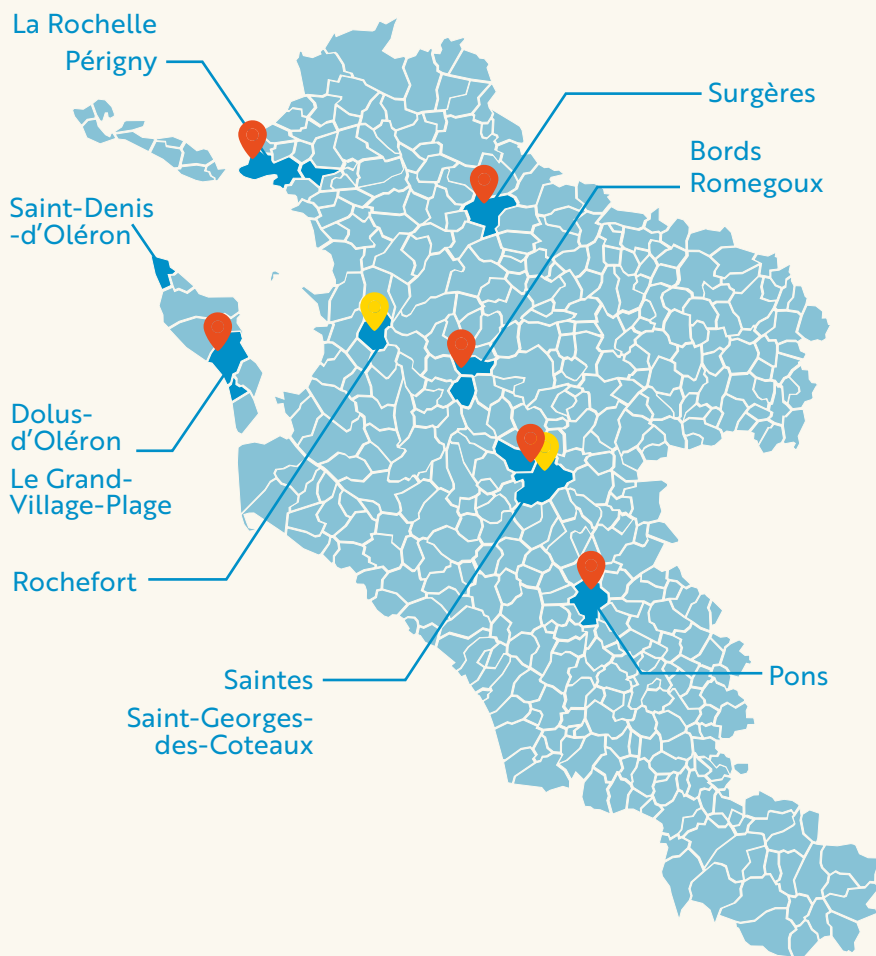 La Rochelle
Périgny
Surgères
Bords
Romegoux
Saint-Denis
-d'Oléron
Dolus-
d'Oléron
Le Grand-
Village-Plage
Rochefort
Saintes
Saint-Georges-
des-Coteaux
Pons